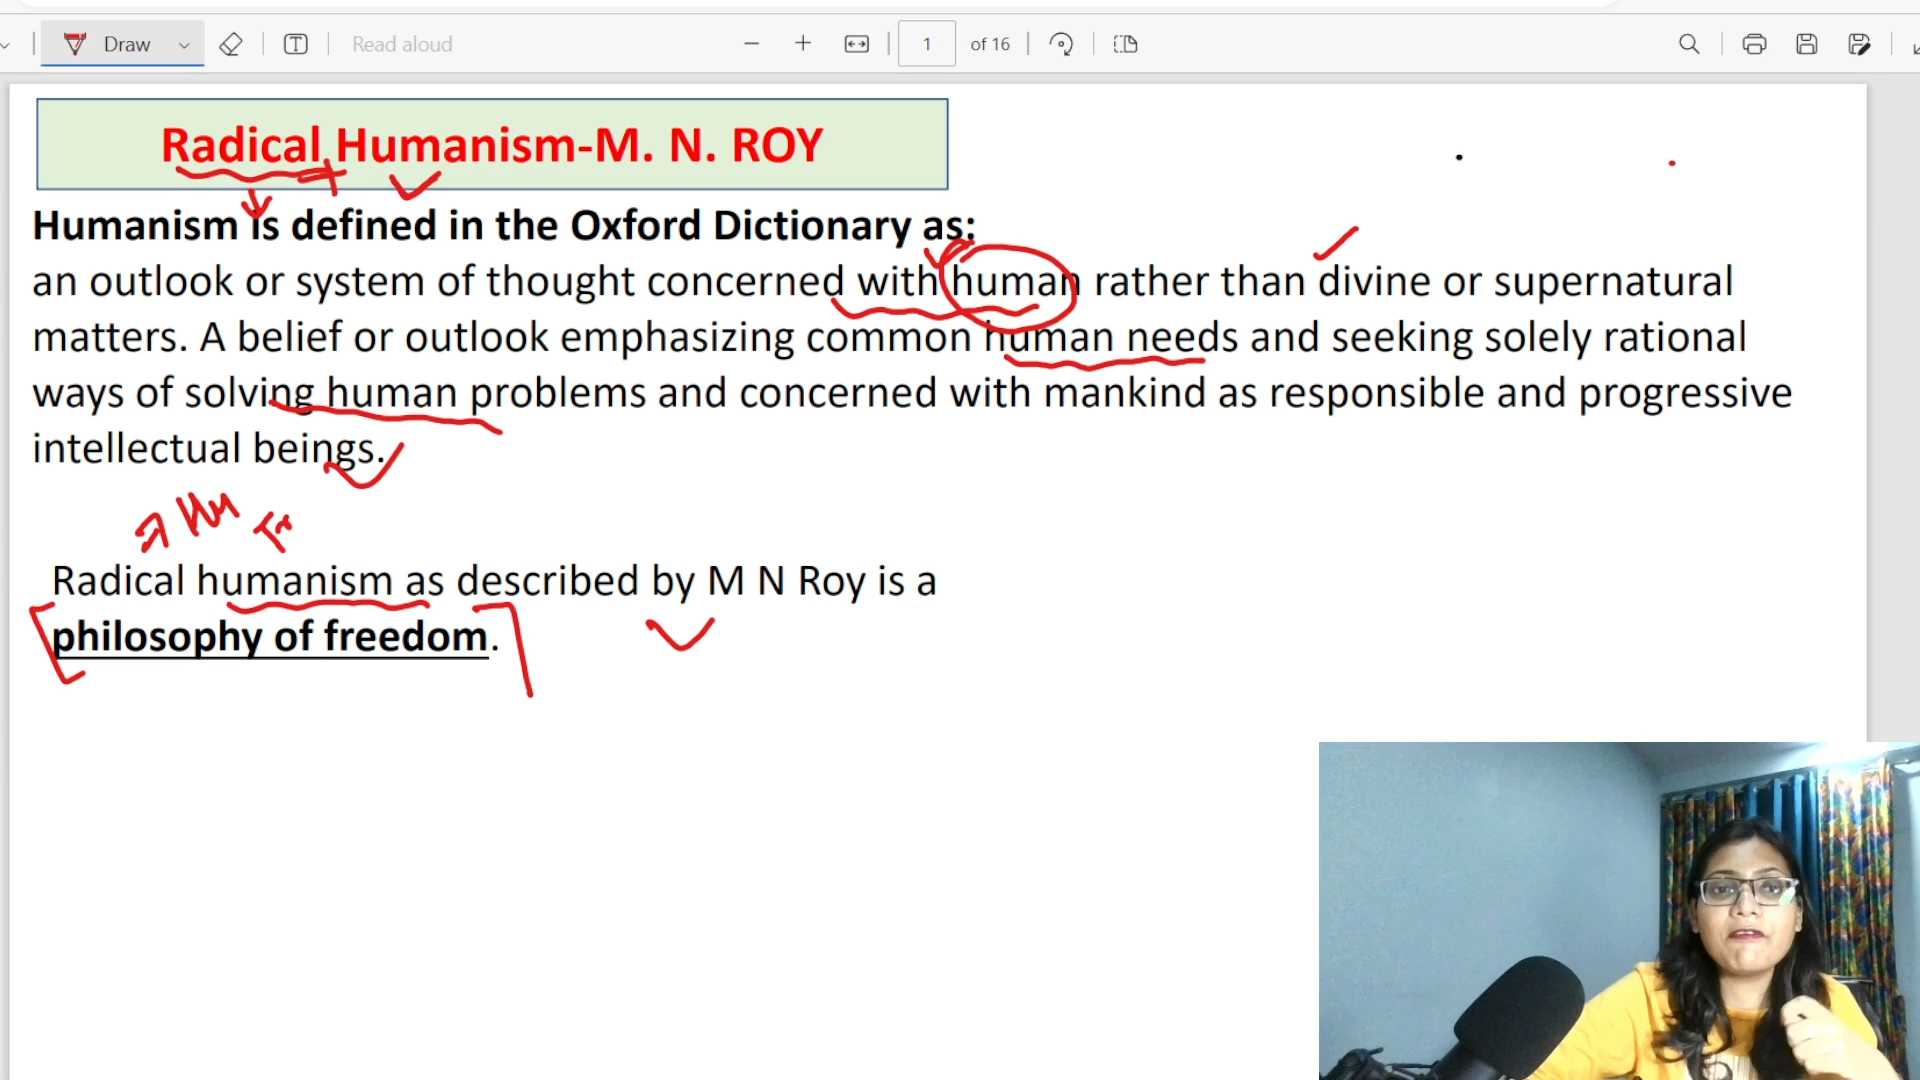 Draw
Read aloud
1 of 16
Radical Humanism-M. N. ROY
Humanism is defined in the Oxford Dictionary as:
an outlook or system of thought concerned with human rather than divine or supernatural
matters. A belief or outlook emphasizing common human needs and seeking solely rational
ways of solving human problems and concerned with mankind as responsible and progressive
intellectual beings.
Radical humanism as described by M N Roy is a
philosophy of freedom.